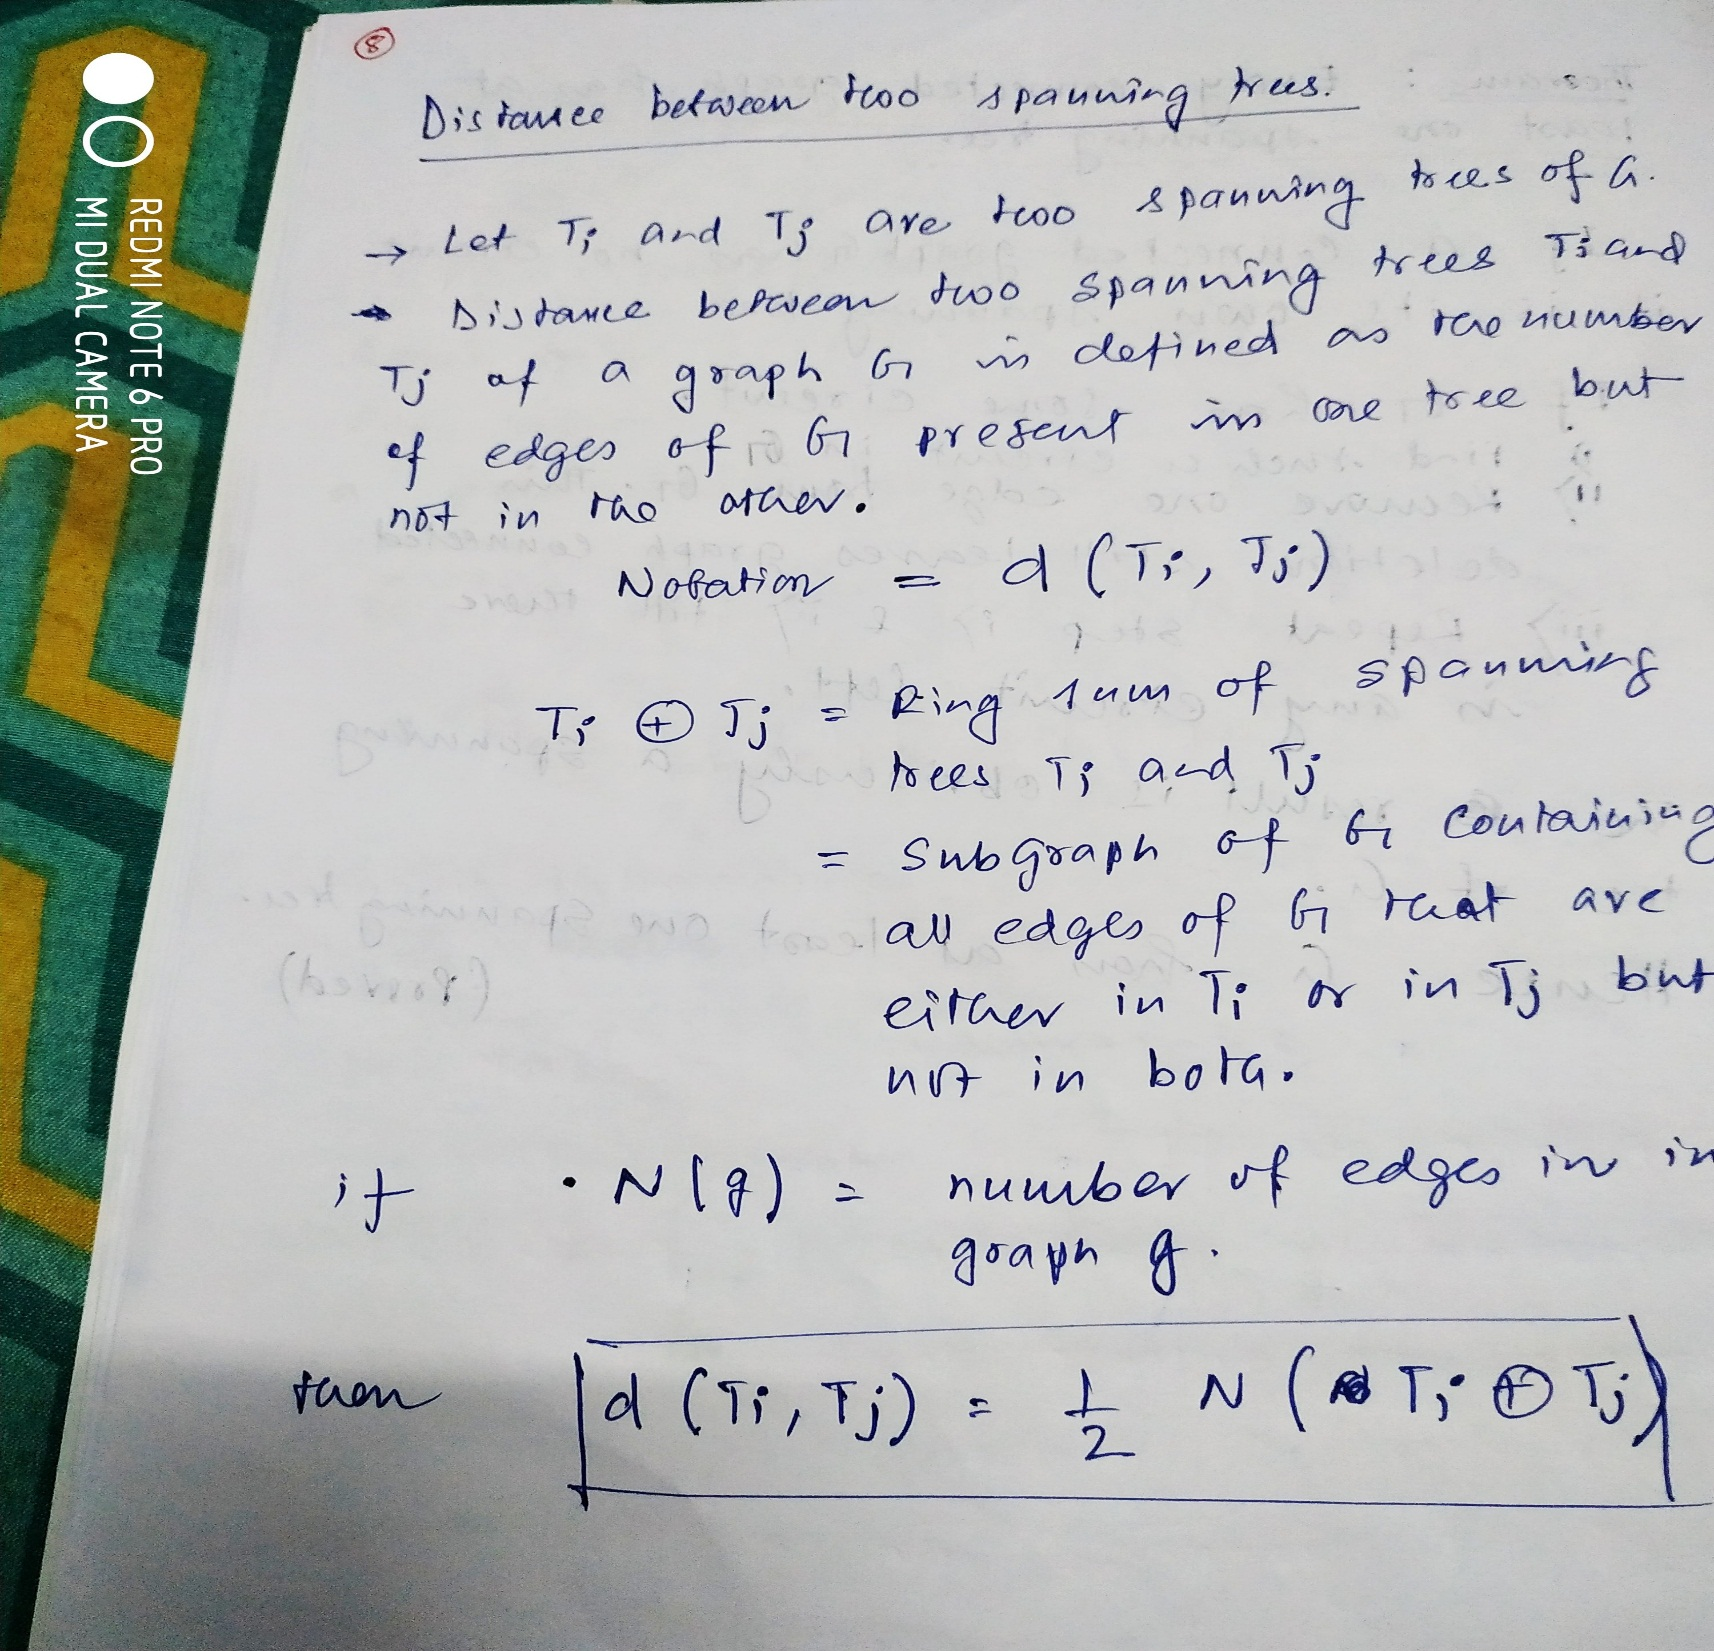 8
Distance between two spanning trees.
→ Let Ti and Tj are two spanning trees of G.
→ Distance between two spanning trees Ti and
Tj of a graph G is defined as the number
of edges of G present in one tree but
not in the other.
Notation = d (Ti, Tj)
Ti ⊕ Tj = Ring sum of spanning
trees Ti and Tj
= Subgraph of G containing
all edges of G that are
either in Ti or in Tj but
not in both.
if . N(g) = number of edges in in
graph g.
then d (Ti, Tj) = 1/2 N (Ti ⊕ Tj)
REDMI NOTE 6 PRO
MI DUAL CAMERA